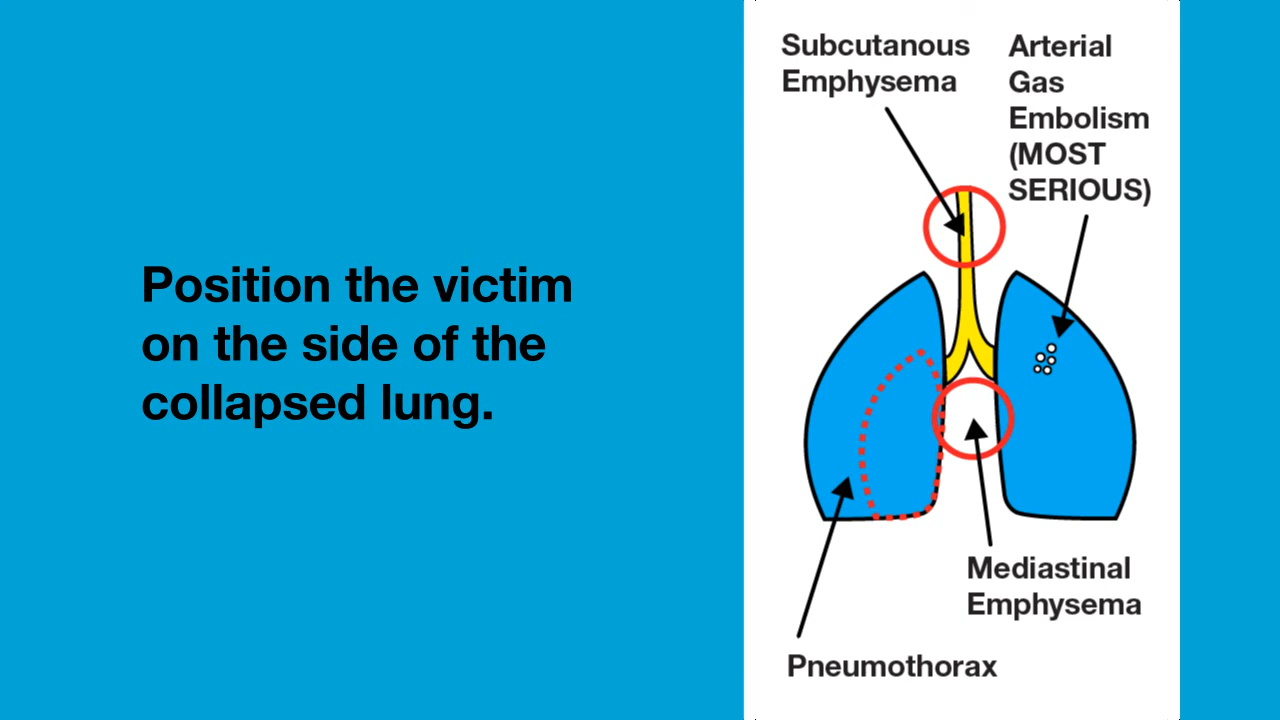 Position the victim
on the side of the
collapsed lung.
Subcutanous
Emphysema
Arterial
Gas
Embolism
(MOST
SERIOUS)
Mediastinal
Emphysema
Pneumothorax